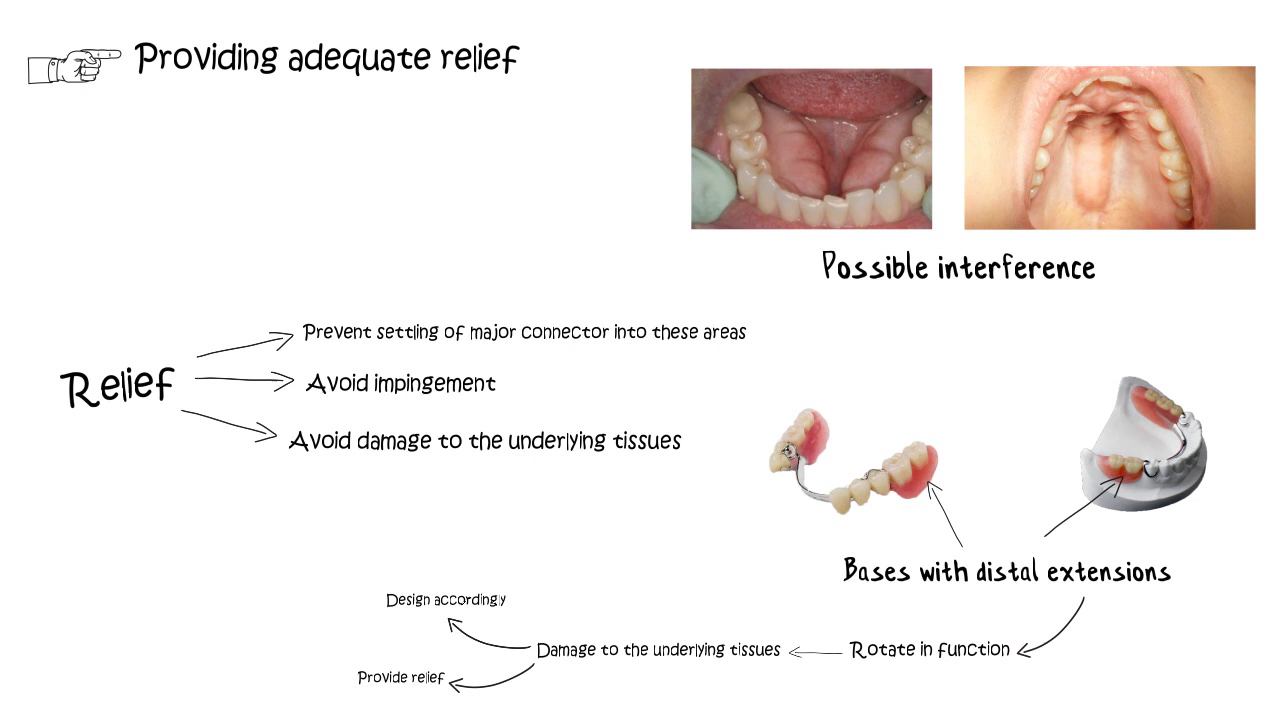 Providing adequate relief
Possible interference
Relief
Prevent settling of major connector into these areas
Avoid impingement
Avoid damage to the underlying tissues
Bases with distal extensions
Rotate in function
Damage to the underlying tissues
Design accordingly
Provide relief